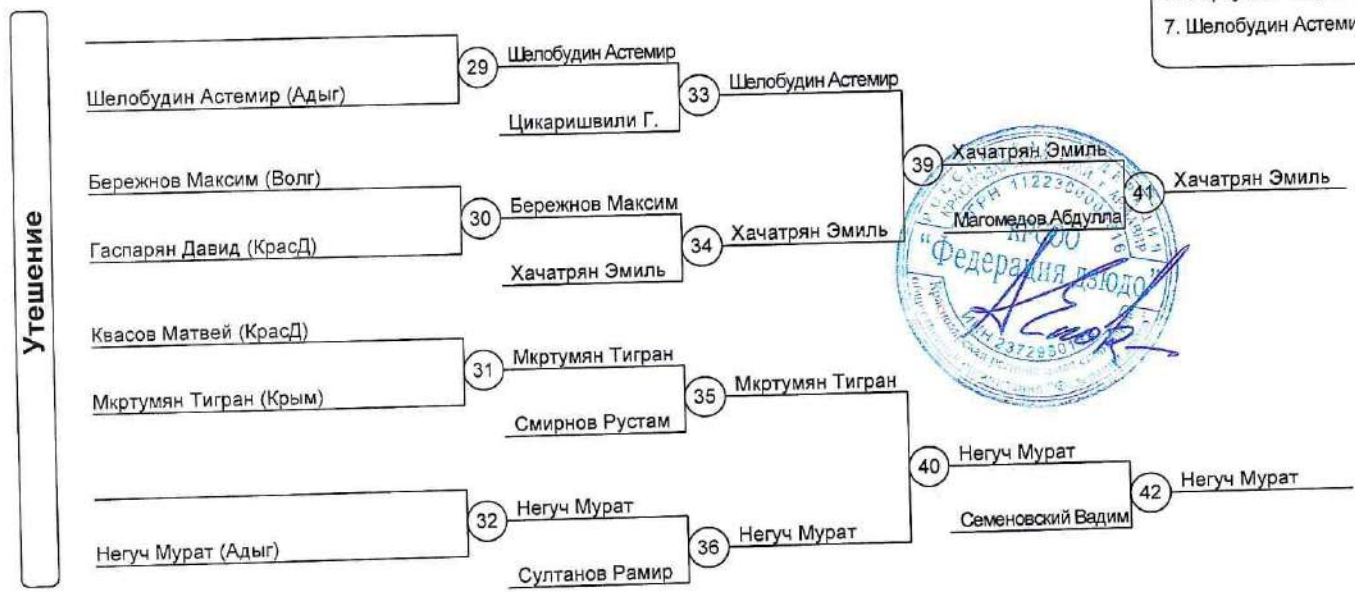 7. Шелобудин Астеми
Утешение
29
Шелобудин Астемир
Шелобудин Астемир (Адыг)
33
Шелобудин Астемир
Цикаришвили Г.
39
Хачатрян Эмиль
41
Хачатрян Эмиль
Магомедов Абдулла
Бережнов Максим (Волг)
30
Бережнов Максим
Гаспарян Давид (КрасД)
34
Хачатрян Эмиль
Хачатрян Эмиль
КРСОО
"Федерация дзюдо"
Квасов Матвей (КрасД)
31
Мкртумян Тигран
Мкртумян Тигран (Крым)
35
Мкртумян Тигран
Смирнов Рустам
40
Негуч Мурат
42
Негуч Мурат
Семеновский Вадим
32
Негуч Мурат
Негуч Мурат (Адыг)
36
Негуч Мурат
Султанов Рамир